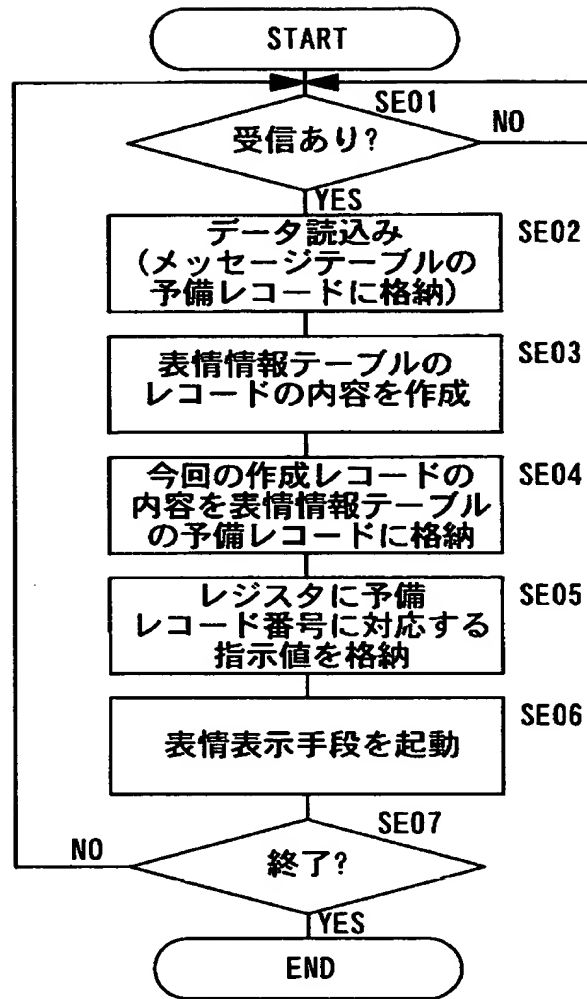 START
SE01
受信あり?
NO
YES
データ読込み
(メッセージテーブルの
予備レコードに格納)
SE02
表情情報テーブルの
レコードの内容を作成
SE03
今回の作成レコードの
内容を表情情報テーブル
の予備レコードに格納
SE04
レジスタに予備
レコード番号に対応する
指示値を格納
SE05
表情表示手段を起動
SE06
SE07
NO
終了?
YES
END